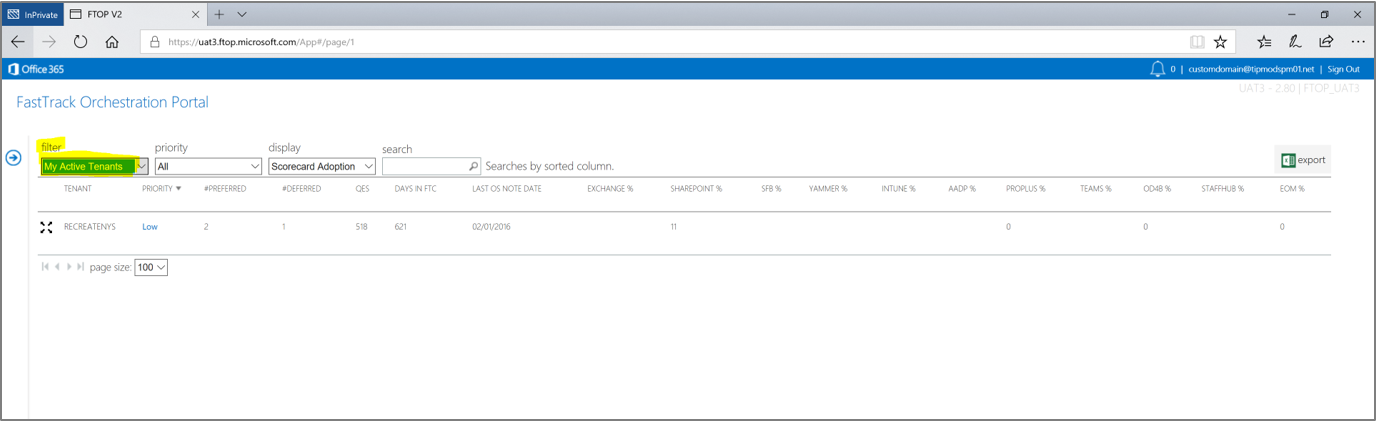 InPrivate FTOP V2
https://uat3.ftop.microsoft.com/App#/page/1
Office 365 0 | customdomain@tipmodspm01.net | Sign Out
UAT3 - 2.80 | FTOP_UAT3
FastTrack Orchestration Portal
filter priority display search
My Active Tenants All Scorecard Adoption Searches by sorted column. export
TENANT PRIORITY #PREFERRED #DEFERRED QES DAYS IN FTC LAST OS NOTE DATE EXCHANGE % SHAREPOINT % SFB % YAMMER % INTUNE % AADP % PROPLUS % TEAMS % OD4B % STAFFHUB % EOM %
RECREATENYS Low 2 1 518 621 02/01/2016 11 0 0 0
page size: 100